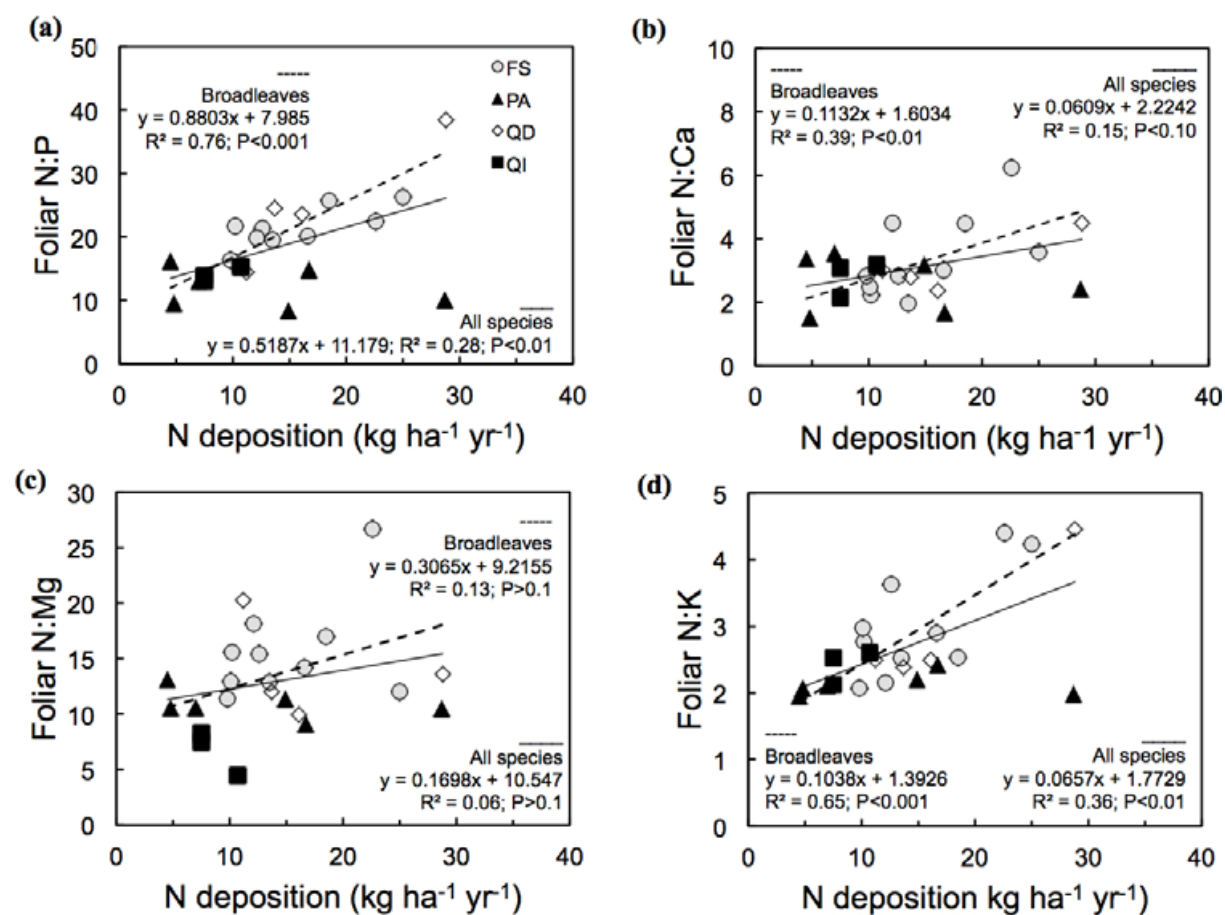 (a)
50
40
30
20
10
0
Foliar N:P
Broadleaves
y = 0.8803x + 7.985
R² = 0.76; P<0.001
FS
PA
QD
QI
All species
y = 0.5187x + 11.179; R² = 0.28; P<0.01
0 10 20 30 40
N deposition (kg ha⁻¹ yr⁻¹)
(b)
10
8
6
4
2
0
Foliar N:Ca
Broadleaves
y = 0.1132x + 1.6034
R² = 0.39; P<0.01
All species
y = 0.0609x + 2.2242
R² = 0.15; P<0.10
0 10 20 30 40
N deposition (kg ha⁻1 yr⁻¹)
(c)
30
25
20
15
10
5
0
Foliar N:Mg
Broadleaves
y = 0.3065x + 9.2155
R² = 0.13; P>0.1
All species
y = 0.1698x + 10.547
R² = 0.06; P>0.1
0 10 20 30 40
N deposition (kg ha⁻¹ yr⁻¹)
(d)
5
4
3
2
1
0
Foliar N:K
Broadleaves
y = 0.1038x + 1.3926
R² = 0.65; P<0.001
All species
y = 0.0657x + 1.7729
R² = 0.36; P<0.01
0 10 20 30 40
N deposition kg ha⁻¹ yr⁻¹)